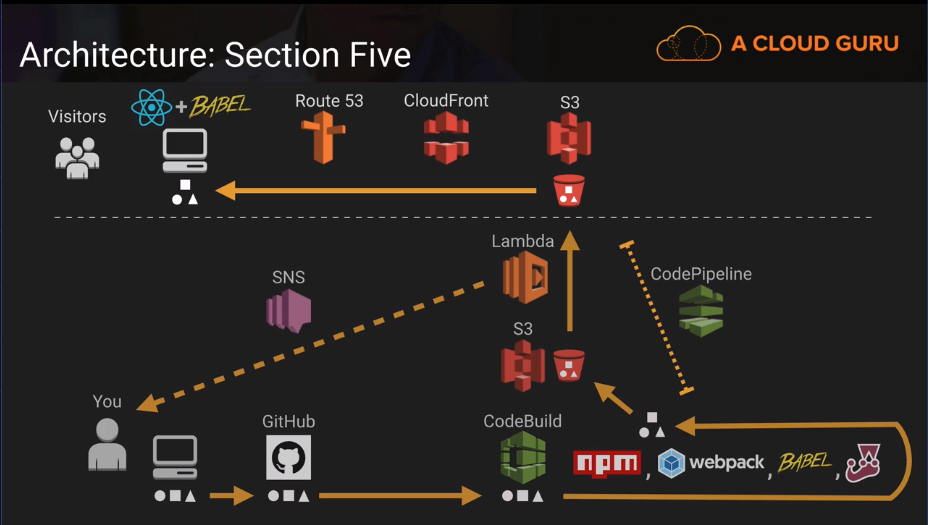 Architecture: Section Five
A CLOUD GURU
Visitors
+ BABEL
Route 53
CloudFront
S3
Lambda
SNS
CodePipeline
S3
You
GitHub
CodeBuild
npm, webpack, BABEL,